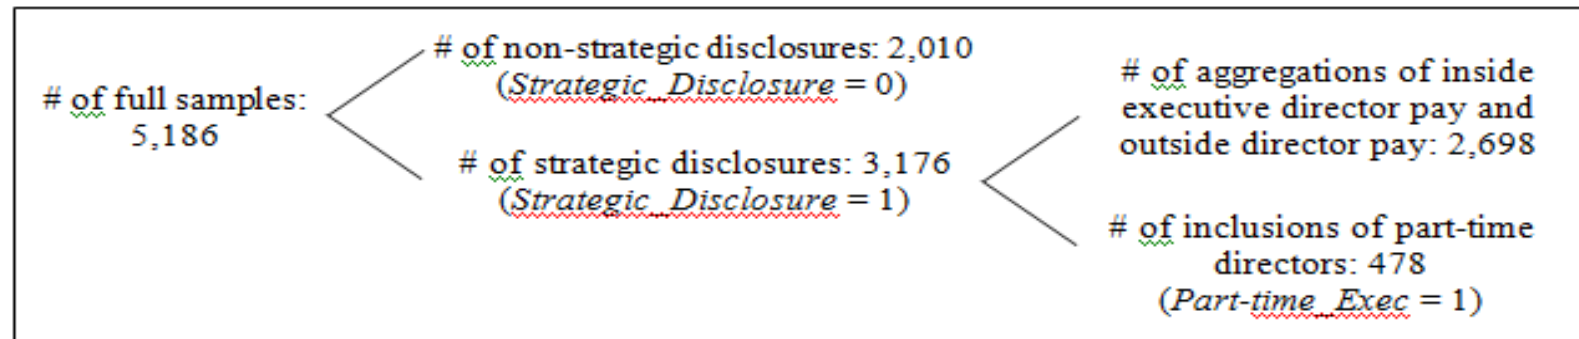 # of full samples:
5,186
# of non-strategic disclosures: 2,010
(Strategic_Disclosure = 0)
# of strategic disclosures: 3,176
(Strategic_Disclosure = 1)
# of aggregations of inside
executive director pay and
outside director pay: 2,698
# of inclusions of part-time
directors: 478
(Part-time_Exec = 1)